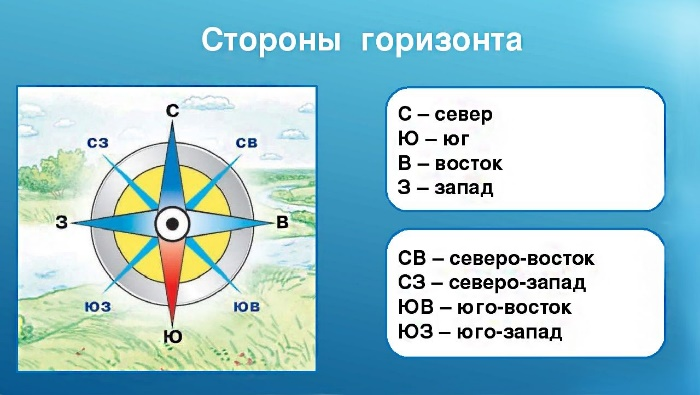 Стороны горизонта
С
СЗ
СВ
З
В
ЮЗ
ЮВ
Ю
С – север
Ю – юг
В – восток
З – запад
СВ – северо-восток
СЗ – северо-запад
ЮВ – юго-восток
ЮЗ – юго-запад